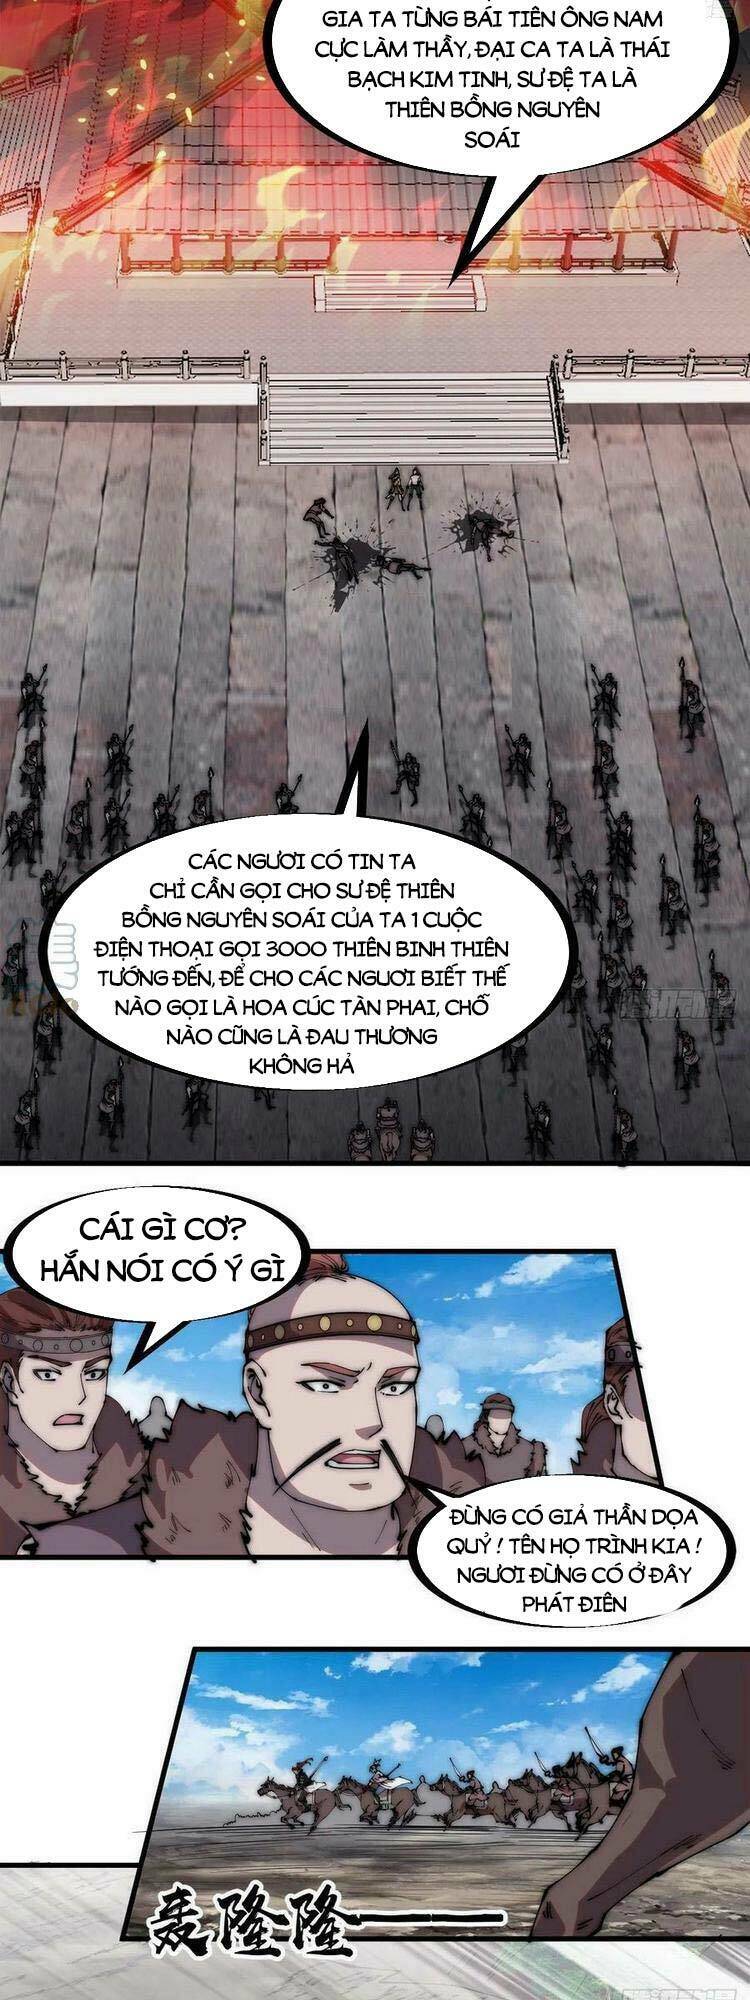 GIA TA TỪNG BÁI TIÊN ÔNG NAM
CỰC LÀM THẦY, ĐẠI CA TA LÀ THÁI
BẠCH KIM TINH, SƯ ĐỆ TA LÀ
THIÊN BỒNG NGUYÊN
SOÁI
CÁC NGƯƠI CÓ TIN TA
CHỈ CẦN GỌI CHO SƯ ĐỆ THIÊN
BỒNG NGUYÊN SOÁI CỦA TA 1 CUỘC
ĐIỆN THOẠI GỌI 3000 THIÊN BINH THIÊN
TƯỚNG ĐẾN, ĐỂ CHO CÁC NGƯƠI BIẾT THẾ
NÀO GỌI LÀ HOA CÚC TÀN PHAI, CHỖ
NÀO CŨNG LÀ ĐAU THƯƠNG
KHÔNG HẢ
CÁI GÌ CƠ?
HẮN NÓI CÓ Ý GÌ
ĐỪNG CÓ GIẢ THẦN DỌA
QUỶ! TÊN HỌ TRÌNH KIA!
NGƯƠI ĐỪNG CÓ Ở ĐÂY
PHÁT ĐIÊN
轰隆隆——